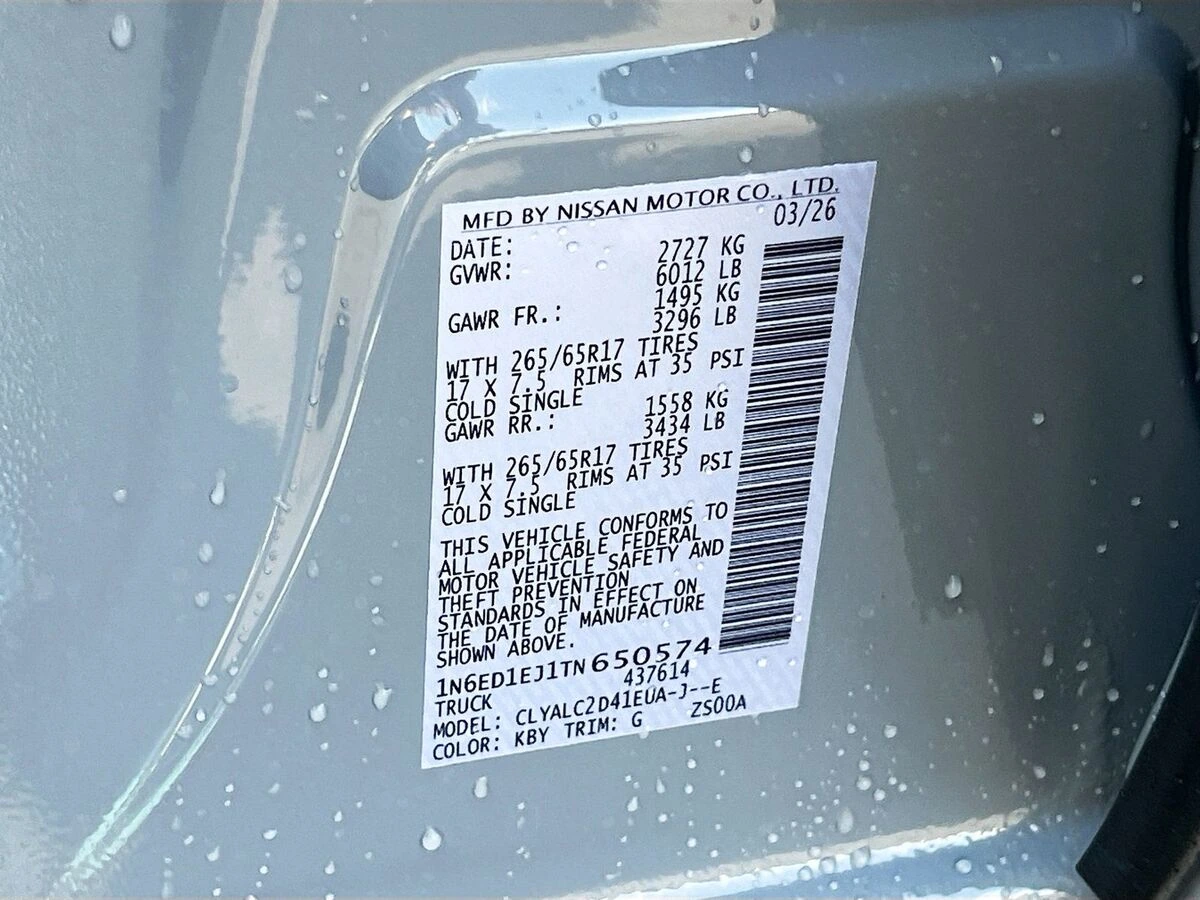 MFD BY NISSAN MOTOR CO., LTD.
DATE: 03/26
GVWR: 2727 KG
6012 LB
GAWR FR.: 1495 KG
3296 LB
WITH 265/65R17 TIRES
17 X 7.5 RIMS AT 35 PSI
COLD SINGLE
GAWR RR.: 1558 KG
3434 LB
WITH 265/65R17 TIRES
17 X 7.5 RIMS AT 35 PSI
COLD SINGLE
THIS VEHICLE CONFORMS TO
ALL APPLICABLE FEDERAL
MOTOR VEHICLE SAFETY AND
THEFT PREVENTION
STANDARDS IN EFFECT ON
THE DATE OF MANUFACTURE
SHOWN ABOVE.
1N6ED1EJ1TN650574
TRUCK 437614
MODEL: CLYALC2D41EUA-J--E
COLOR: KBY TRIM: G ZS00A